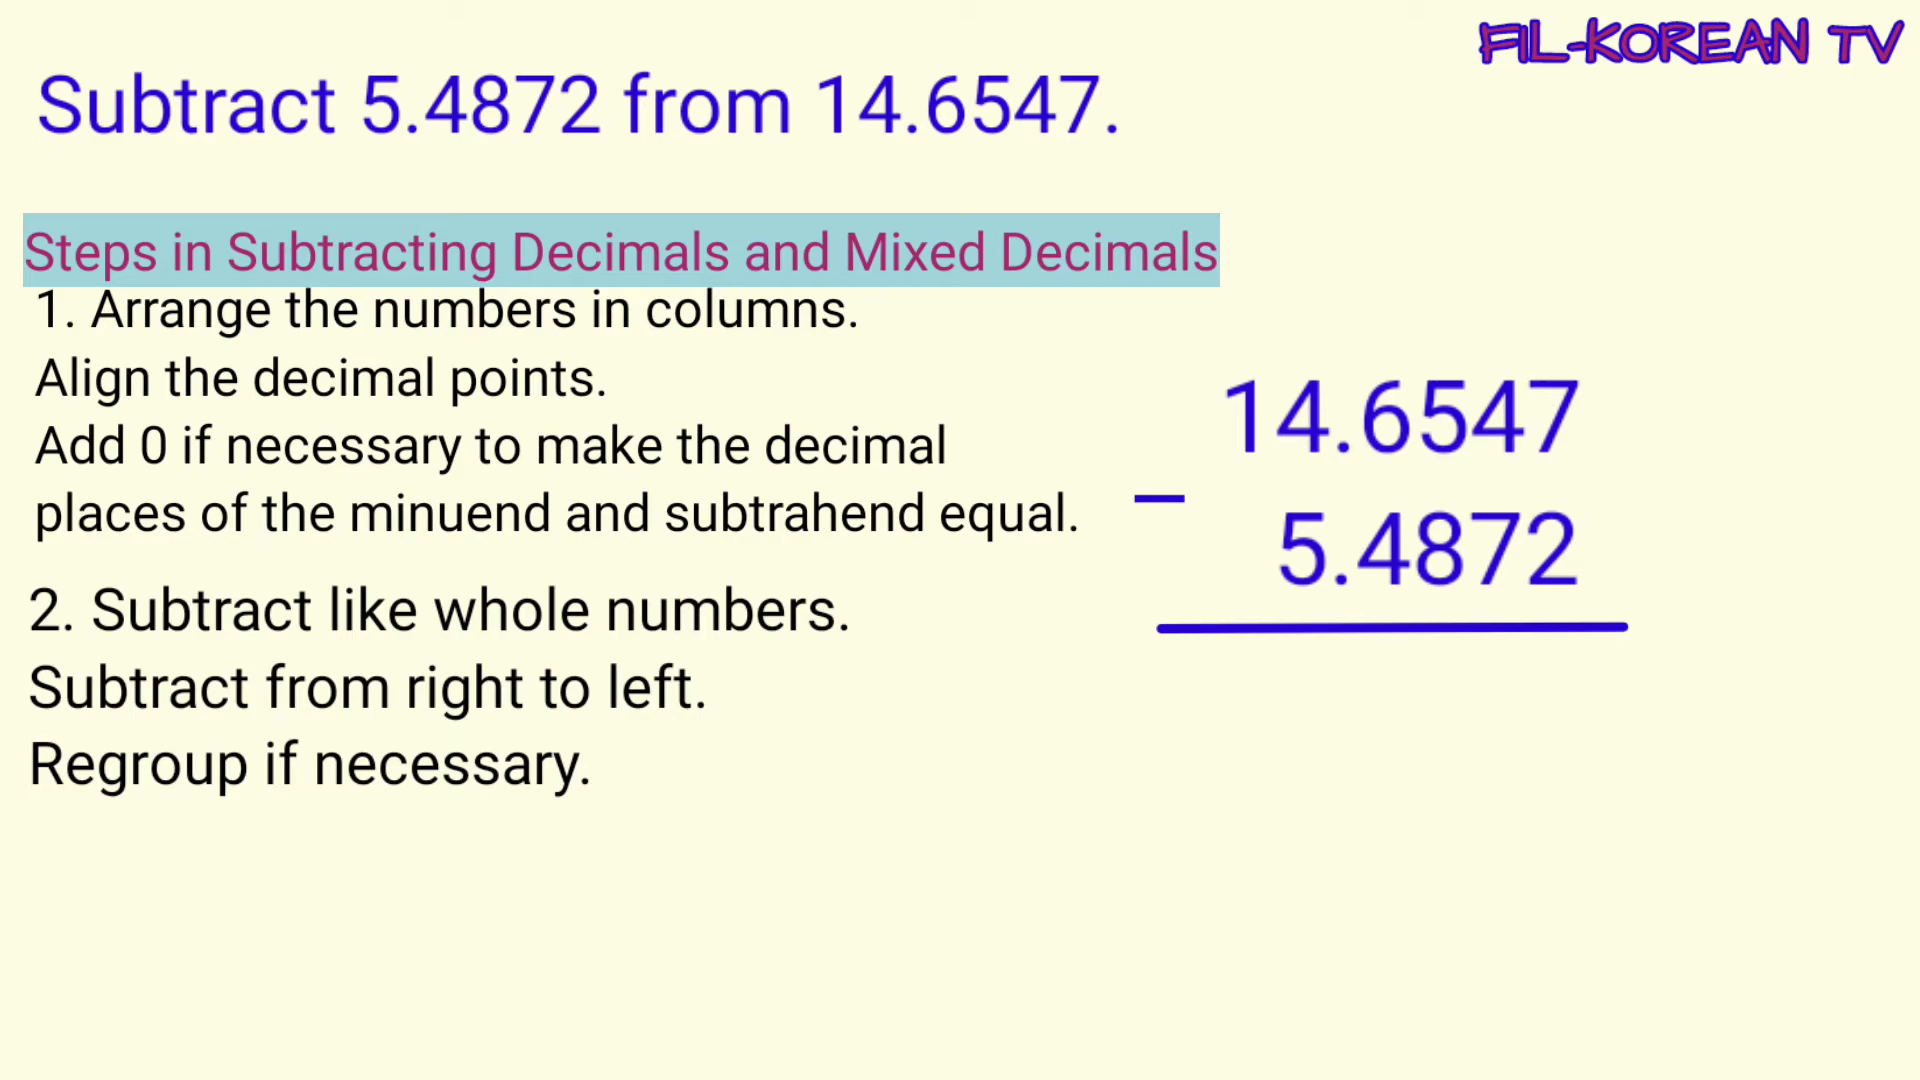 FIL-KOREAN TV
Subtract 5.4872 from 14.6547.
Steps in Subtracting Decimals and Mixed Decimals
1. Arrange the numbers in columns.
Align the decimal points.
Add 0 if necessary to make the decimal
places of the minuend and subtrahend equal.
2. Subtract like whole numbers.
Subtract from right to left.
Regroup if necessary.
14.6547
–
5.4872